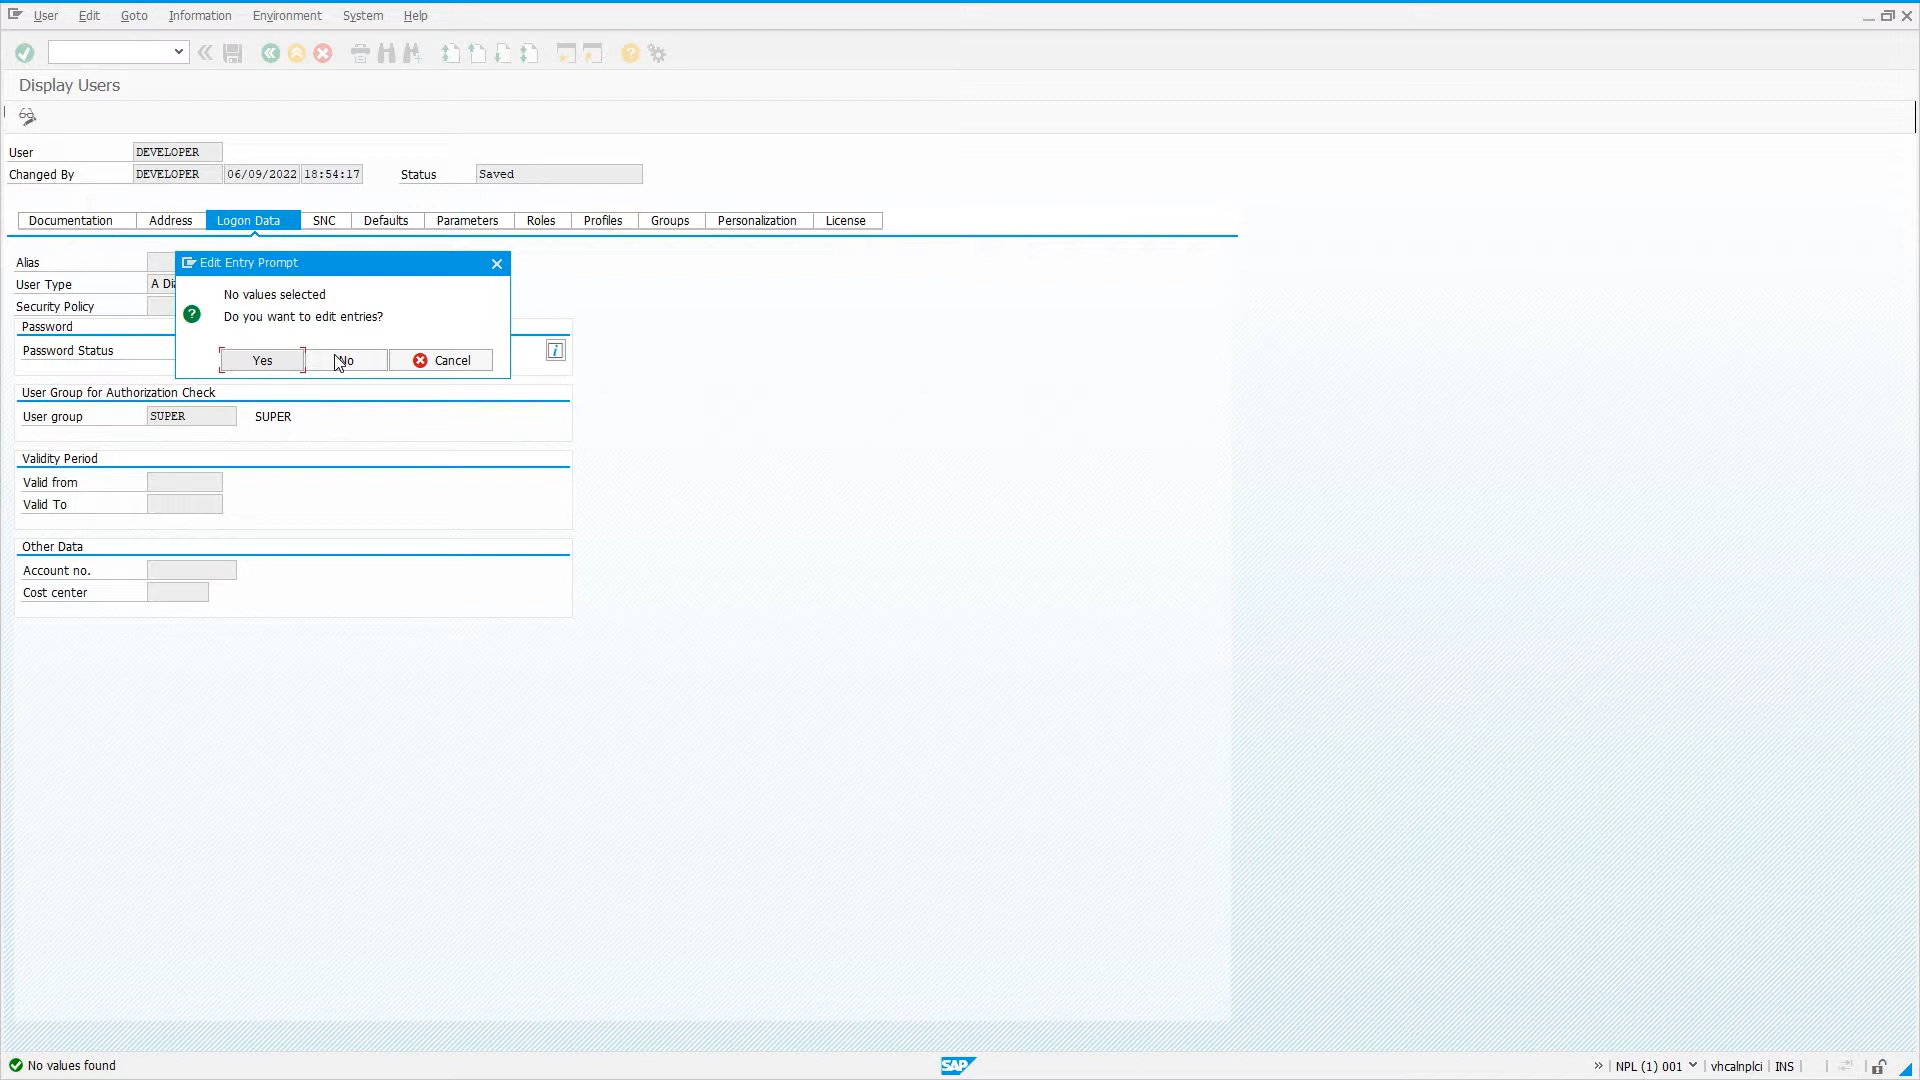 User Edit Goto Information Environment System Help
Display Users
User DEVELOPER
Changed By DEVELOPER 06/09/2022 18:54:17 Status Saved
Documentation Address Logon Data SNC Defaults Parameters Roles Profiles Groups Personalization License
Alias
User Type A Di
Security Policy
Edit Entry Prompt
No values selected
Do you want to edit entries?
Yes No Cancel
Password
Password Status
User Group for Authorization Check
User group SUPER SUPER
Validity Period
Valid from
Valid To
Other Data
Account no.
Cost center
No values found SAP NPL (1) 001 vhcalnplci INS